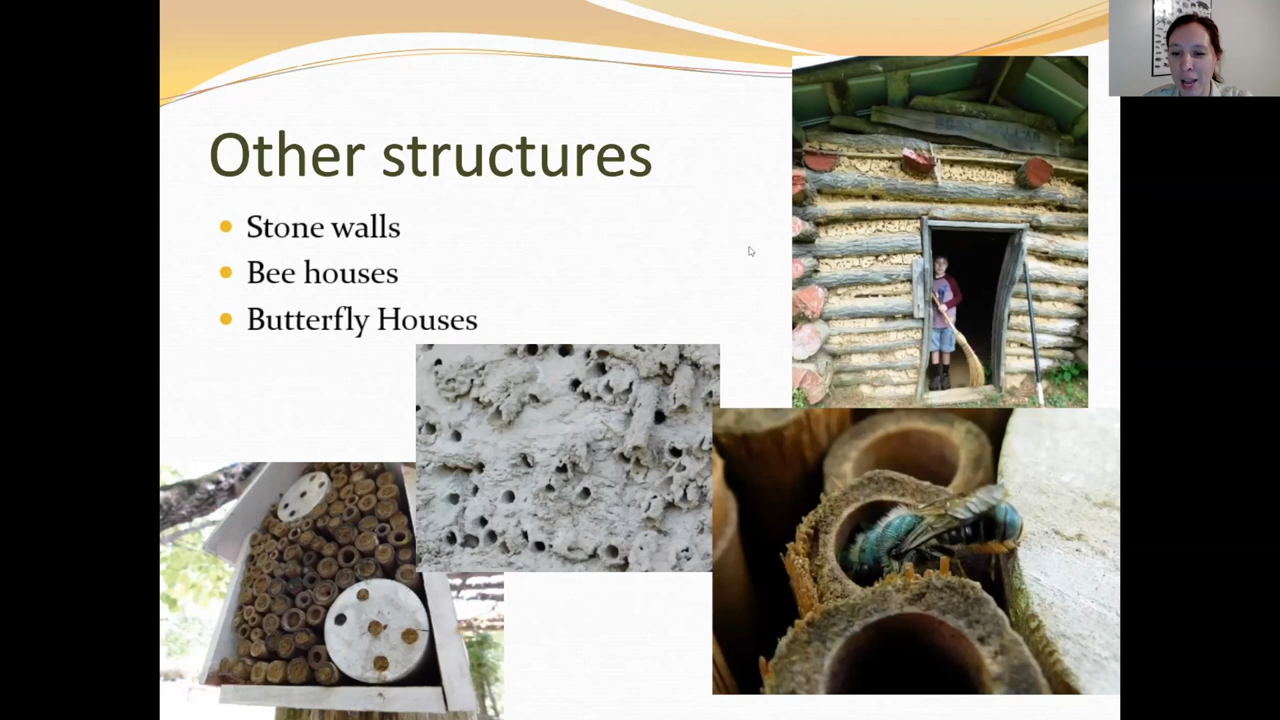 Other structures
Stone walls
Bee houses
Butterfly Houses